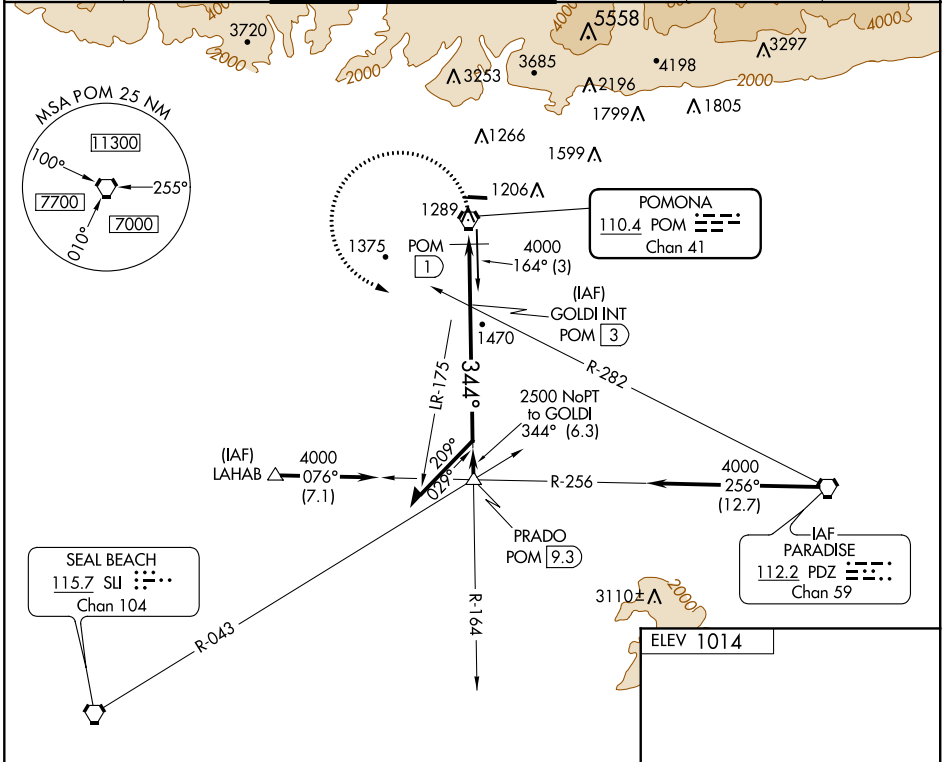 4000
5558
3720
3297
4000
2000
3685
4198
2000
3253
2000
2196
1799
1805
MSA POM 25 NM
11300
100°
255°
7700
7000
010°
1266
1599
1206
1289
POMONA
110.4 POM
Chan 41
1375
POM
1
4000
164° (3)
(IAF)
GOLDI INT
POM 3
1470
LR-175
344°
R-282
2500 NoPT
to GOLDI
344° (6.3)
209°
029°
(IAF)
LAHAB
4000
076°
(7.1)
R-256
4000
256°
(12.7)
PRADO
POM 9.3
IAF
PARADISE
112.2 PDZ
Chan 59
SEAL BEACH
115.7 SLI
Chan 104
R-043
R-164
3110±
2000
ELEV 1014